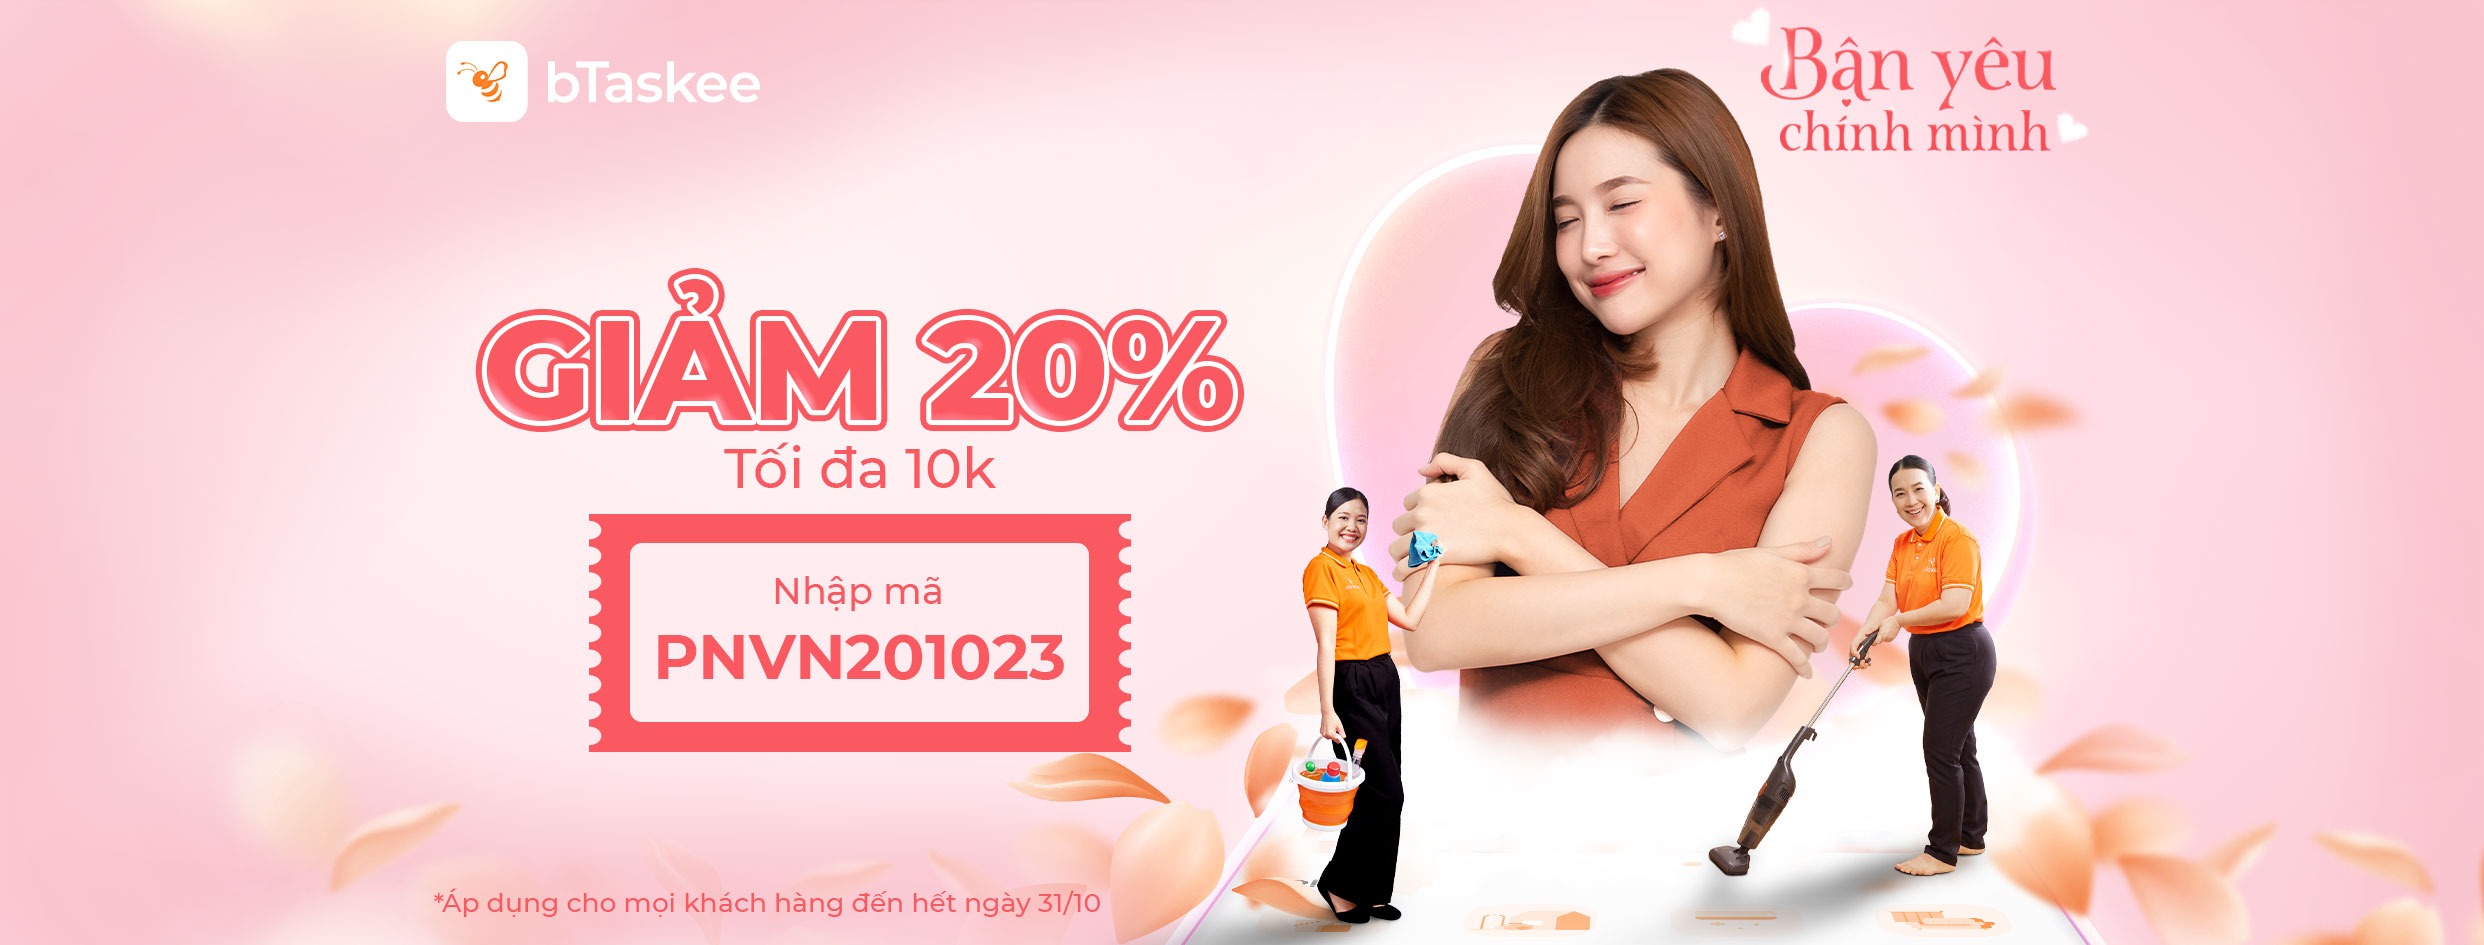 bTaskee
Bận yêu
chính mình
GIẢM 20%
Tối đa 10k
Nhập mã
PNVN201023
*Áp dụng cho mọi khách hàng đến hết ngày 31/10